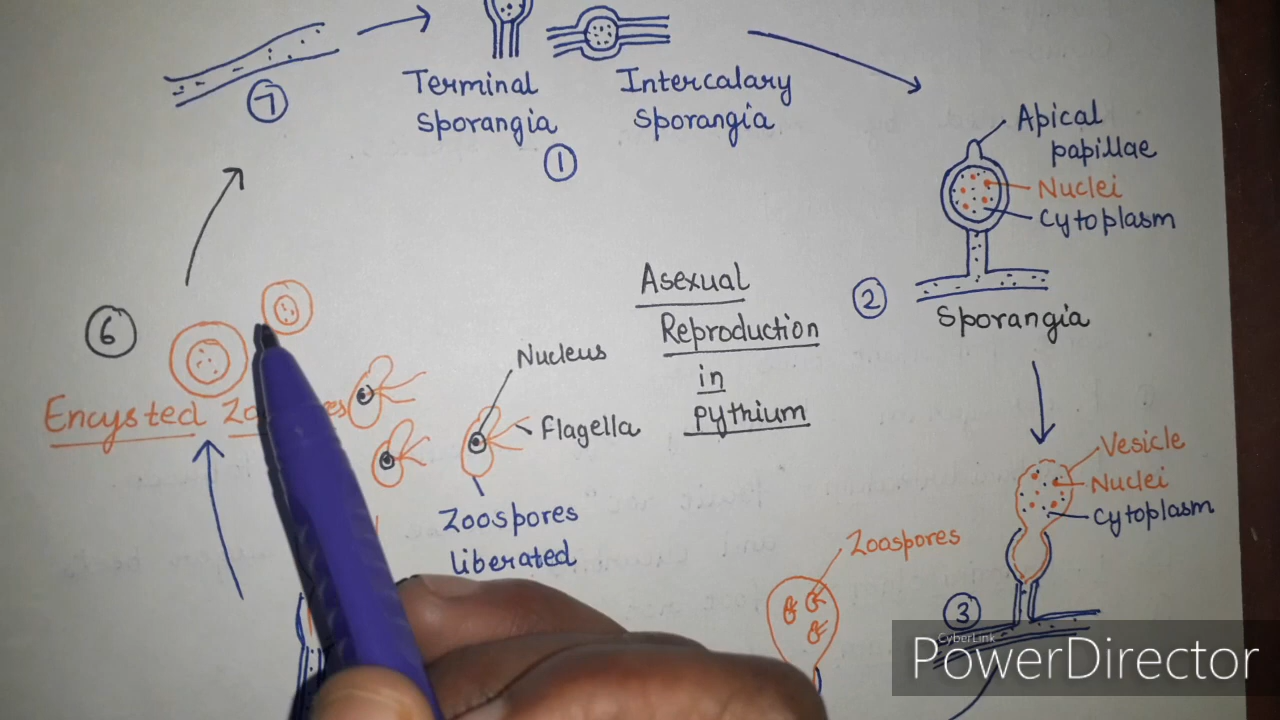 7
Terminal
sporangia
Intercalary
sporangia
1
Apical
papillae
Nuclei
Cytoplasm
2
Sporangia
Asexual
Reproduction
in
Pythium
6
Encysted
Nucleus
Flagella
Zoospores
liberated
Vesicle
Nuclei
Cytoplasm
3
Zoospores
CyberLink
PowerDirector